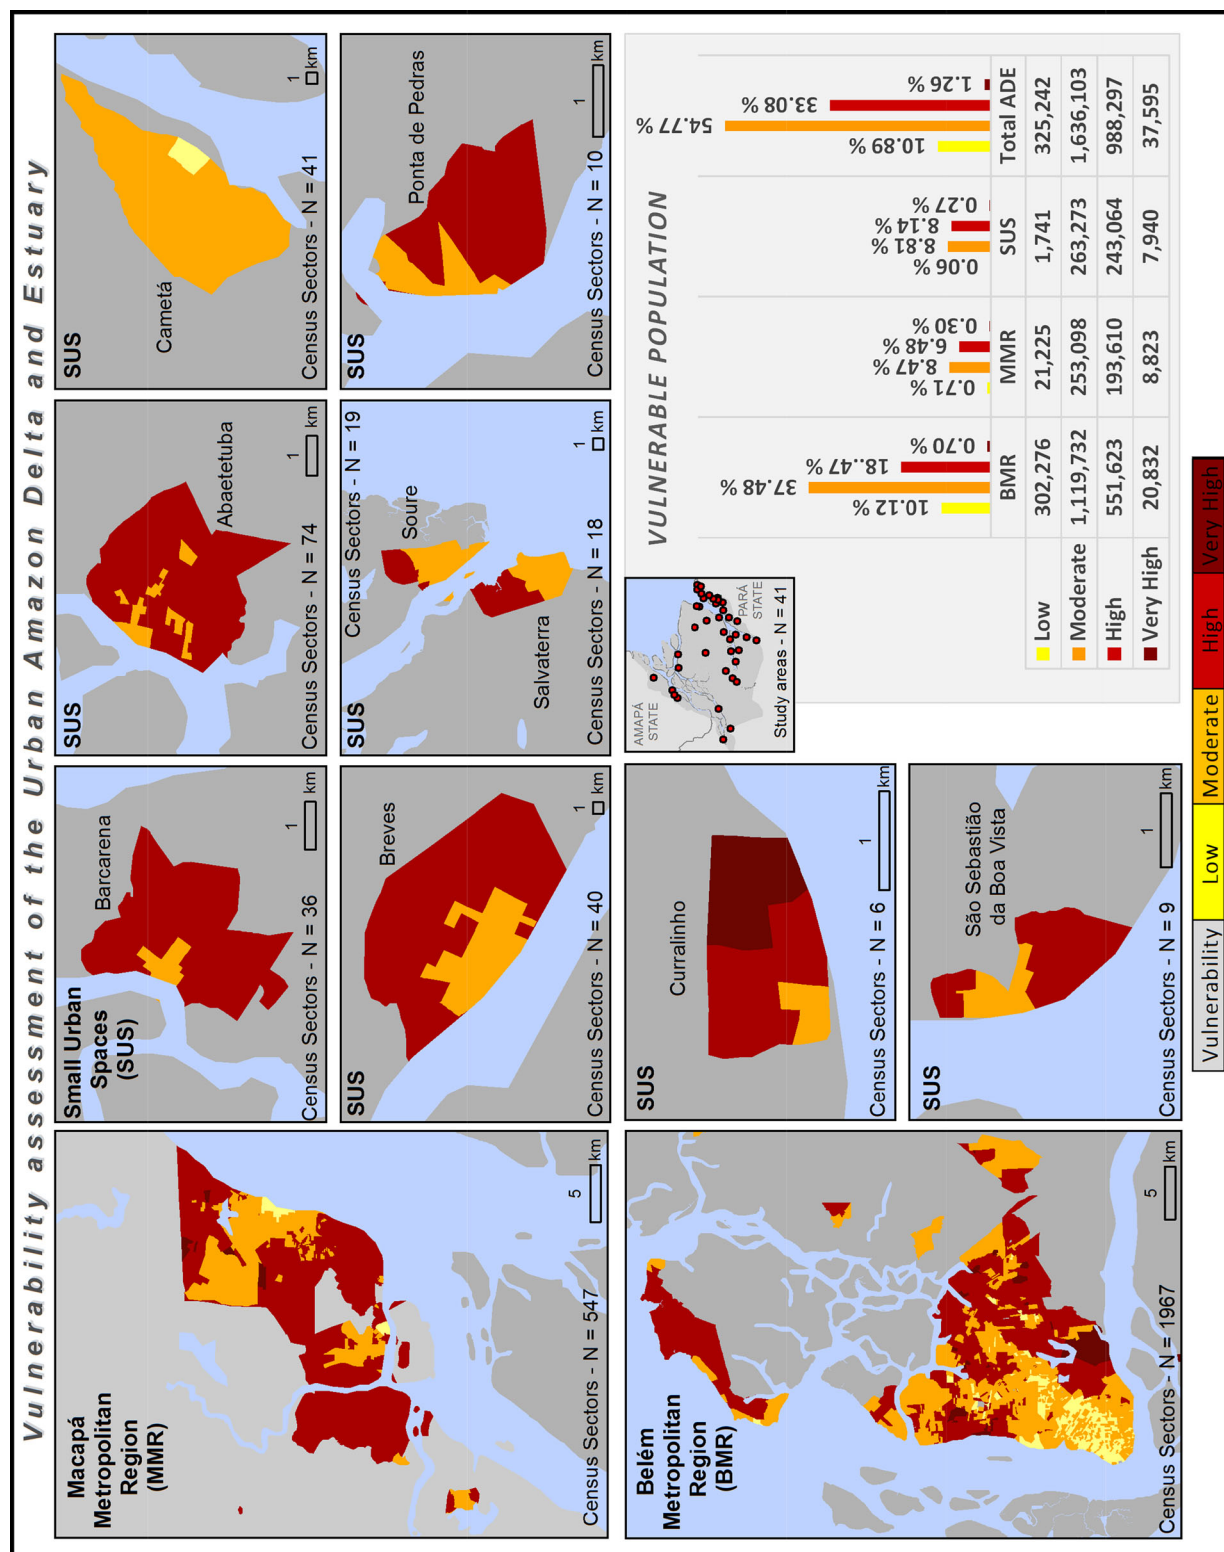 Vulnerability assessment of the Urban Amazon Delta and Estuary
Macapá
Metropolitan
Region
(MMR)
5
km
Census Sectors - N = 547
Small Urban
Spaces
(SUS)
Barcarena
1
km
Census Sectors - N = 36
SUS
Abaetetuba
1
km
Census Sectors - N = 74
SUS
Cametá
1
km
Census Sectors - N = 41
SUS
Breves
1
km
Census Sectors - N = 40
SUS
Census Sectors - N = 19
Soure
Salvaterra
1
km
Census Sectors - N = 18
SUS
Ponta de Pedras
1
km
Census Sectors - N = 10
Belém
Metropolitan
Region
(BMR)
5
km
Census Sectors - N = 1967
SUS
Curralinho
1
km
Census Sectors - N = 6
SUS
São Sebastião
da Boa Vista
1
km
Census Sectors - N = 9
AMAPÁ
STATE
PARÁ
STATE
Study areas - N = 41
VULNERABLE POPULATION
10.12 %
37.48 %
18..47 %
0.70 %
0.71 %
8.47 %
6.48 %
0.30 %
0.06 %
8.81 %
8.14 %
0.27 %
10.89 %
54.77 %
33.08 %
1.26 %
BMR MMR SUS Total ADE
Low 302,276 21,225 1,741 325,242
Moderate 1,119,732 253,098 263,273 1,636,103
High 551,623 193,610 243,064 988,297
Very High 20,832 8,823 7,940 37,595
Vulnerability Low Moderate High Very High